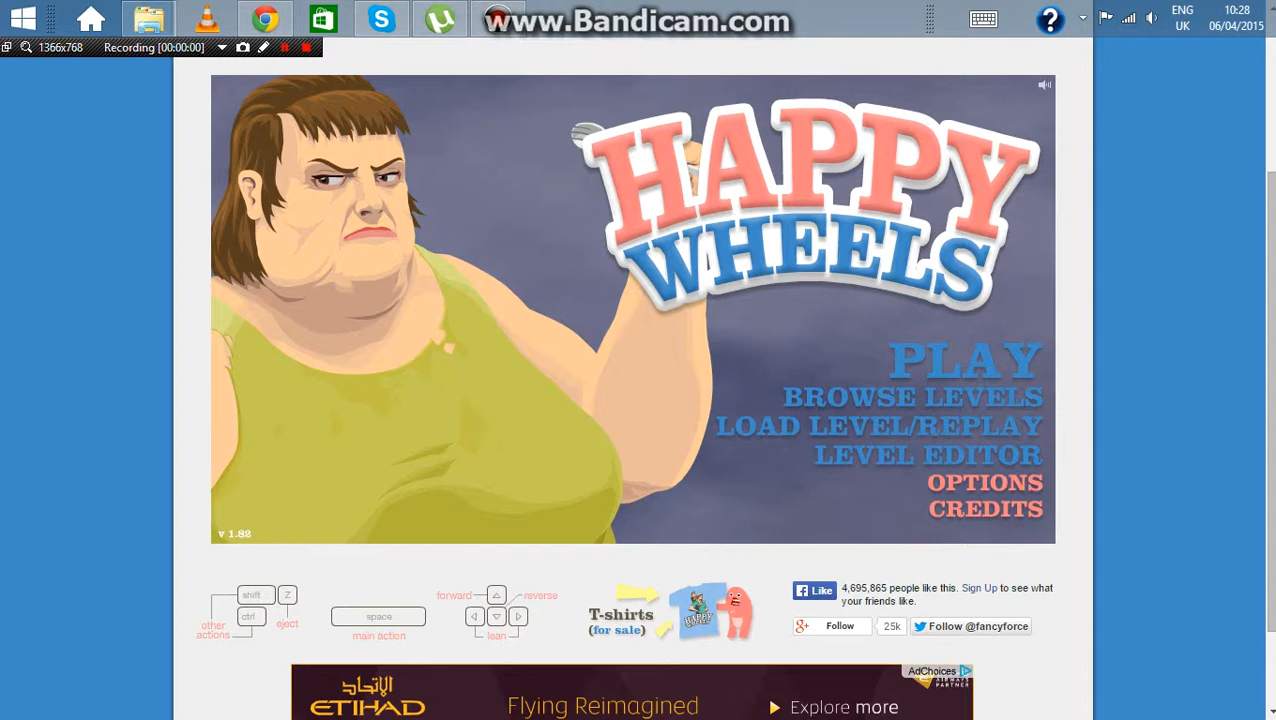 www.Bandicam.com
ENG
UK
10:28
06/04/2015
1366x768
Recording [00:00:00]
HAPPY
WHEELS
PLAY
BROWSE LEVELS
LOAD LEVEL/REPLAY
LEVEL EDITOR
OPTIONS
CREDITS
v 1.82
shift
Z
ctrl
other
actions
eject
space
main action
forward
reverse
lean
T-shirts
(for sale)
HAPPY
Like
4,695,865 people like this. Sign Up to see what
your friends like.
Follow
25k
Follow @fancyforce
AdChoices
الإتحاد
ETIHAD
Flying Reimagined
Explore more
PARTNER